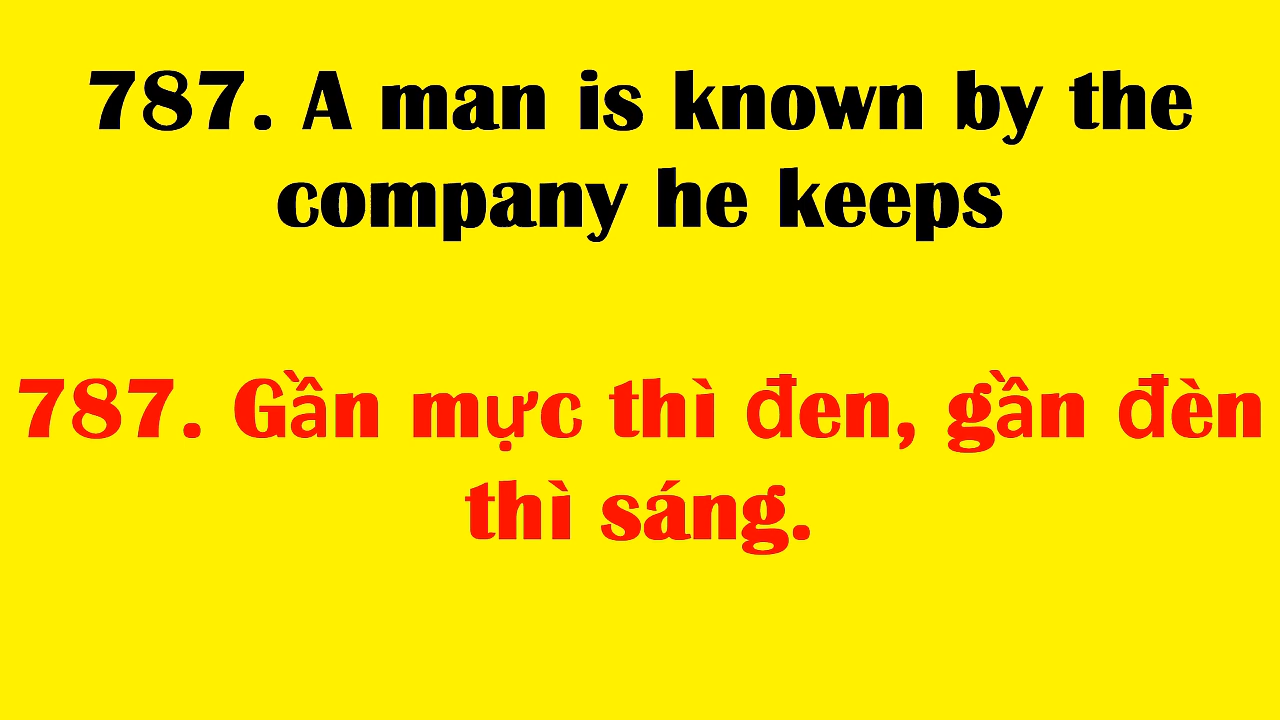 787. A man is known by the
company he keeps
787. Gần mực thì đen, gần đèn
thì sáng.